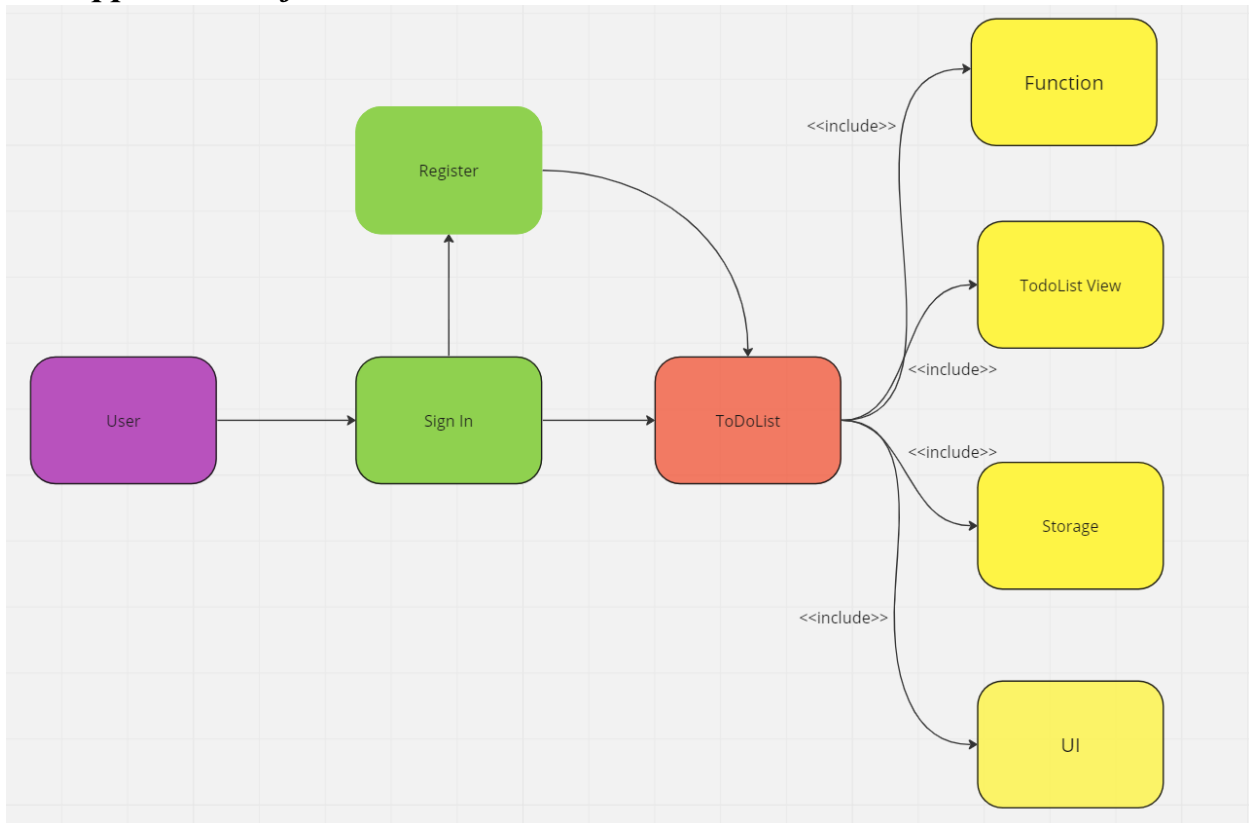 Function
<<include>>
Register
TodoList View
<<include>>
User
Sign In
ToDoList
<<include>>
Storage
<<include>>
UI